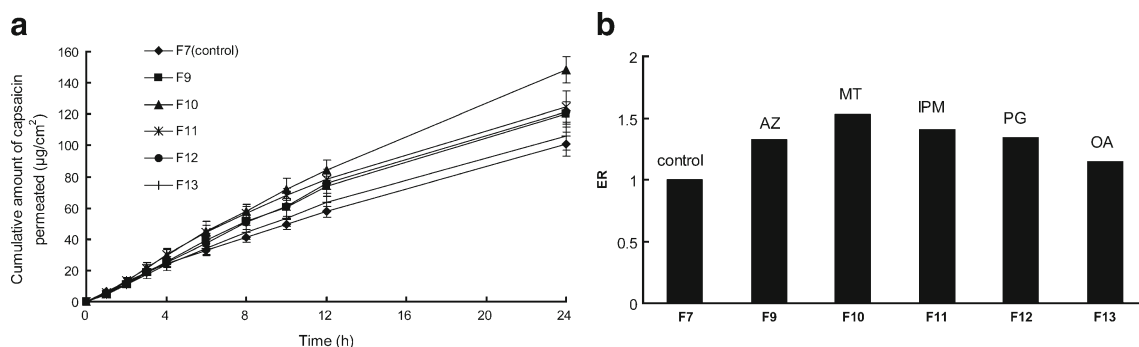 a
Cumulative amount of capsaicin
permeated (µg/cm²)
160
140
120
100
80
60
40
20
0
F7(control)
F9
F10
F11
F12
F13
0 4 8 12 16 20 24
Time (h)
b
ER
2
1.5
1
0.5
0
control
AZ
MT
IPM
PG
OA
F7 F9 F10 F11 F12 F13